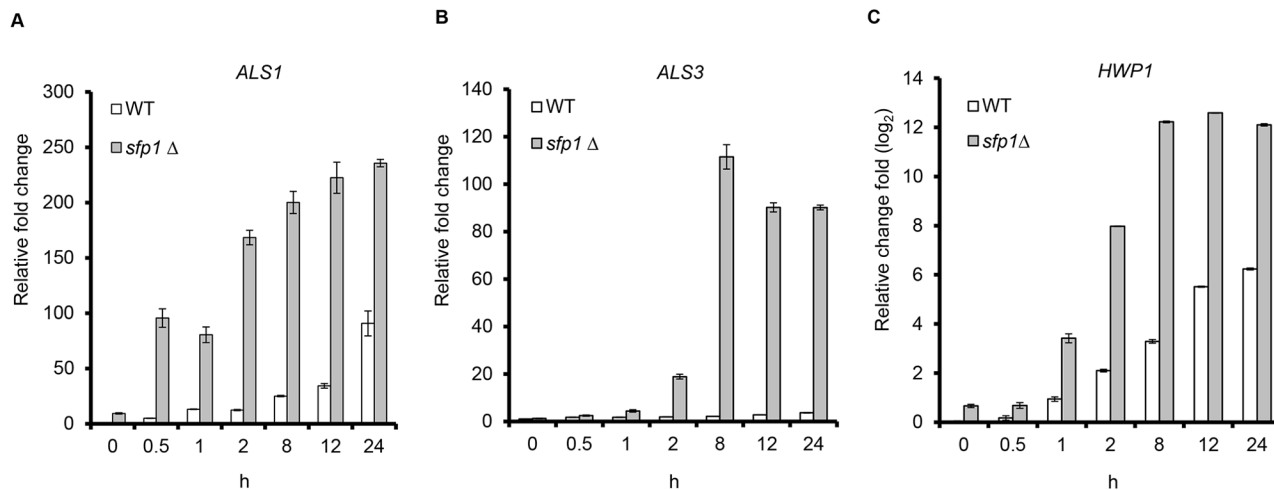 A
ALS1
Relative fold change
300
250
200
150
100
50
0
WT
sfp1 Δ
0 0.5 1 2 8 12 24
h
B
ALS3
Relative fold change
140
120
100
80
60
40
20
0
WT
sfp1 Δ
0 0.5 1 2 8 12 24
h
C
HWP1
Relative change fold (log2)
14
12
10
8
6
4
2
0
WT
sfp1Δ
0 0.5 1 2 8 12 24
h